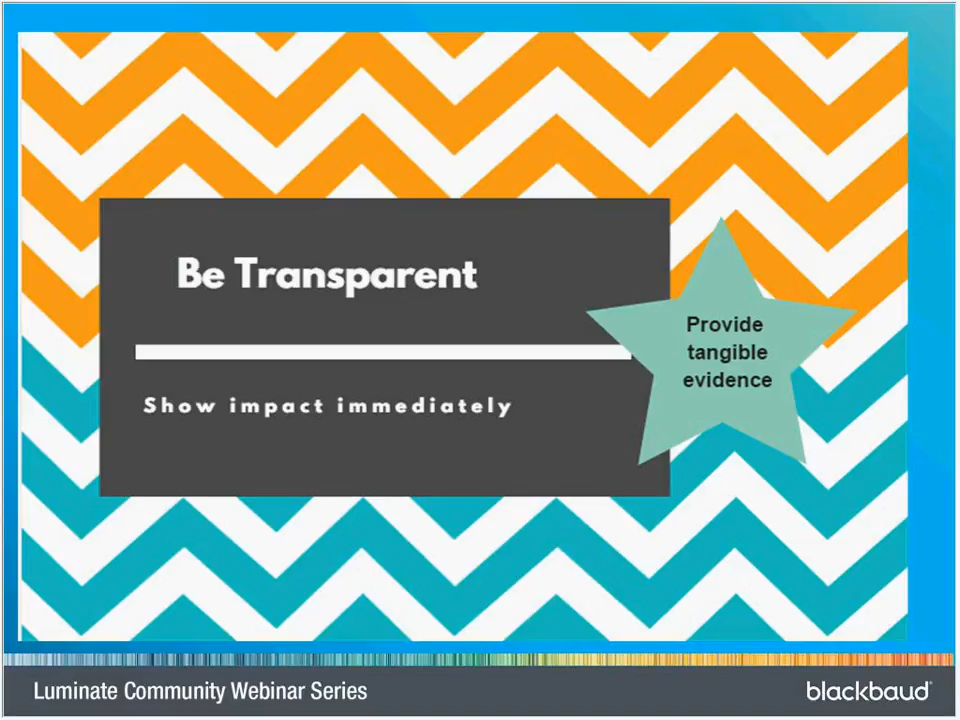 Be Transparent
Show impact immediately
Provide
tangible
evidence
Luminate Community Webinar Series
blackbaud®